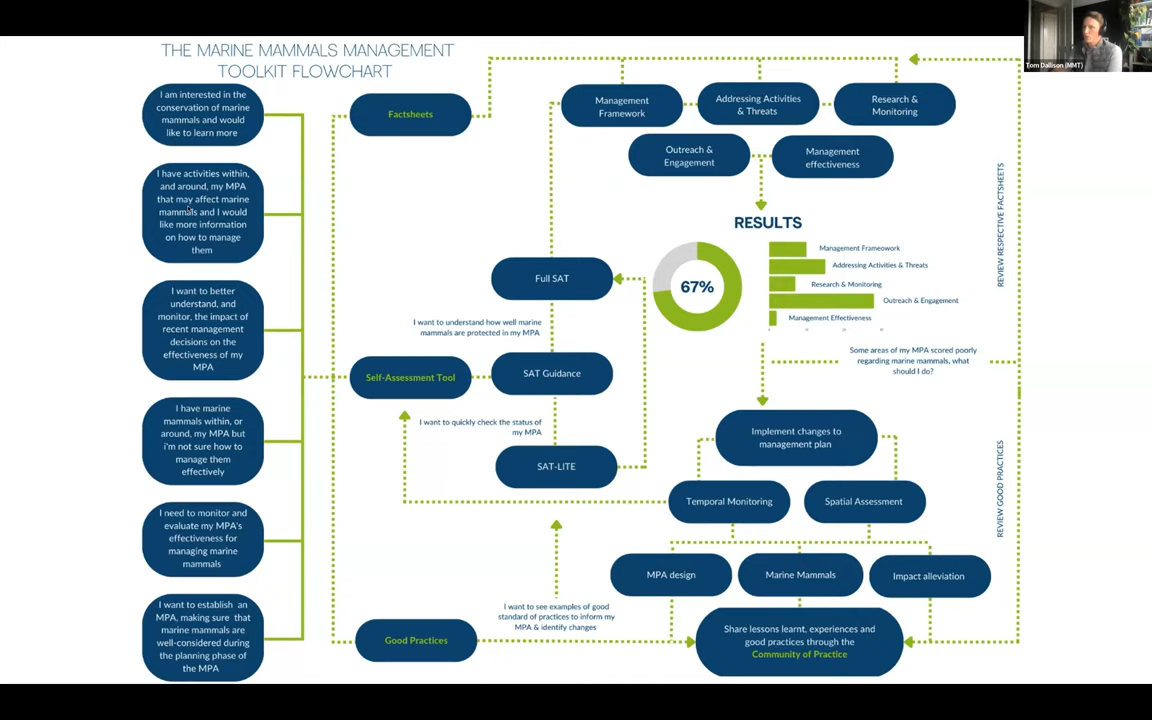 THE MARINE MAMMALS MANAGEMENT
TOOLKIT FLOWCHART
Tom Dallison (MMT)
I am interested in the
conservation of marine
mammals and would
like to learn more
I have activities within,
and around, my MPA
that may affect marine
mammals and I would
like more information
on how to manage
them
I want to better
understand, and
monitor, the impact of
recent management
decisions on the
effectiveness of my
MPA
I have marine
mammals within, or
around, my MPA but
i'm not sure how to
manage them
effectively
I need to monitor and
evaluate my MPA's
effectiveness for
managing marine
mammals
I want to establish an
MPA, making sure that
marine mammals are
well-considered during
the planning phase of
the MPA
Factsheets
Self-Assessment Tool
Good Practices
Full SAT
I want to understand how well marine
mammals are protected in my MPA
SAT Guidance
I want to quickly check the status of
my MPA
SAT-LITE
I want to see examples of good
standard of practices to inform my
MPA & identify changes
Management
Framework
Addressing Activities
& Threats
Research &
Monitoring
Outreach &
Engagement
Management
effectiveness
RESULTS
67%
Management Frameowork
Addressing Activities & Threats
Research & Monitoring
Outreach & Engagement
Management Effectiveness
Some areas of my MPA scored poorly
regarding marine mammals, what
should I do?
Implement changes to
management plan
Temporal Monitoring
Spatial Assessment
MPA design
Marine Mammals
Impact alleviation
Share lessons learnt, experiences and
good practices through the
Community of Practice
REVIEW RESPECTIVE FACTSHEETS
REVIEW GOOD PRACTICES